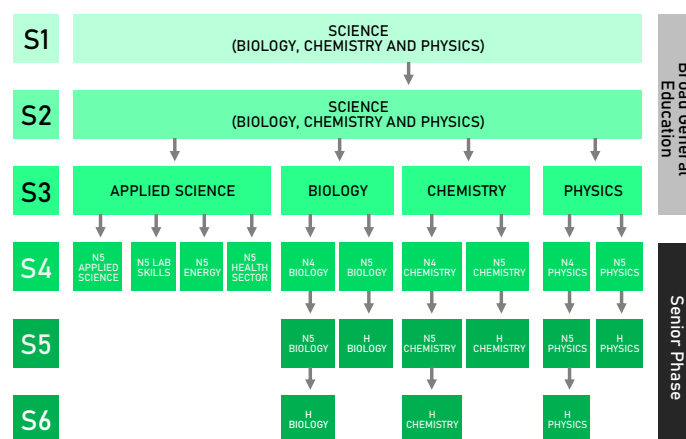 S1
SCIENCE
(BIOLOGY, CHEMISTRY AND PHYSICS)
S2
SCIENCE
(BIOLOGY, CHEMISTRY AND PHYSICS)
Broad General
Education
S3
APPLIED SCIENCE
BIOLOGY
CHEMISTRY
PHYSICS
S4
N5
APPLIED
SCIENCE
N5 LAB
SKILLS
N5
ENERGY
N5
HEALTH
SECTOR
N4
BIOLOGY
N5
BIOLOGY
N4
CHEMISTRY
N5
CHEMISTRY
N4
PHYSICS
N5
PHYSICS
S5
N5
BIOLOGY
H
BIOLOGY
N5
CHEMISTRY
H
CHEMISTRY
N5
PHYSICS
H
PHYSICS
Senior Phase
S6
H
BIOLOGY
H
CHEMISTRY
H
PHYSICS